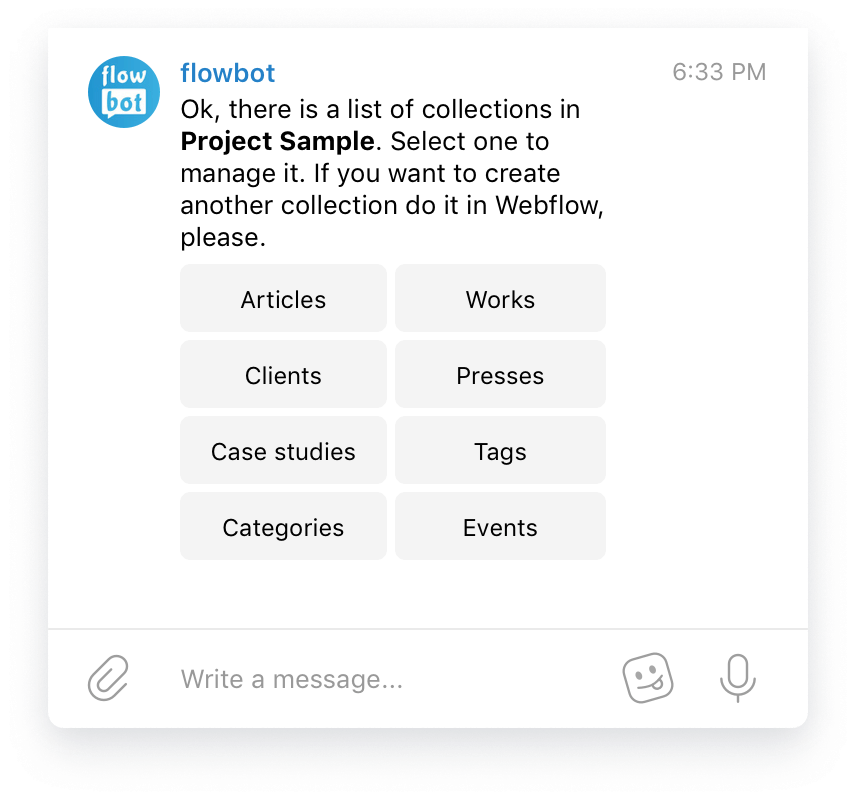 flow
bot
flowbot
6:33 PM
Ok, there is a list of collections in
Project Sample. Select one to
manage it. If you want to create
another collection do it in Webflow,
please.
Articles
Works
Clients
Presses
Case studies
Tags
Categories
Events
Write a message...